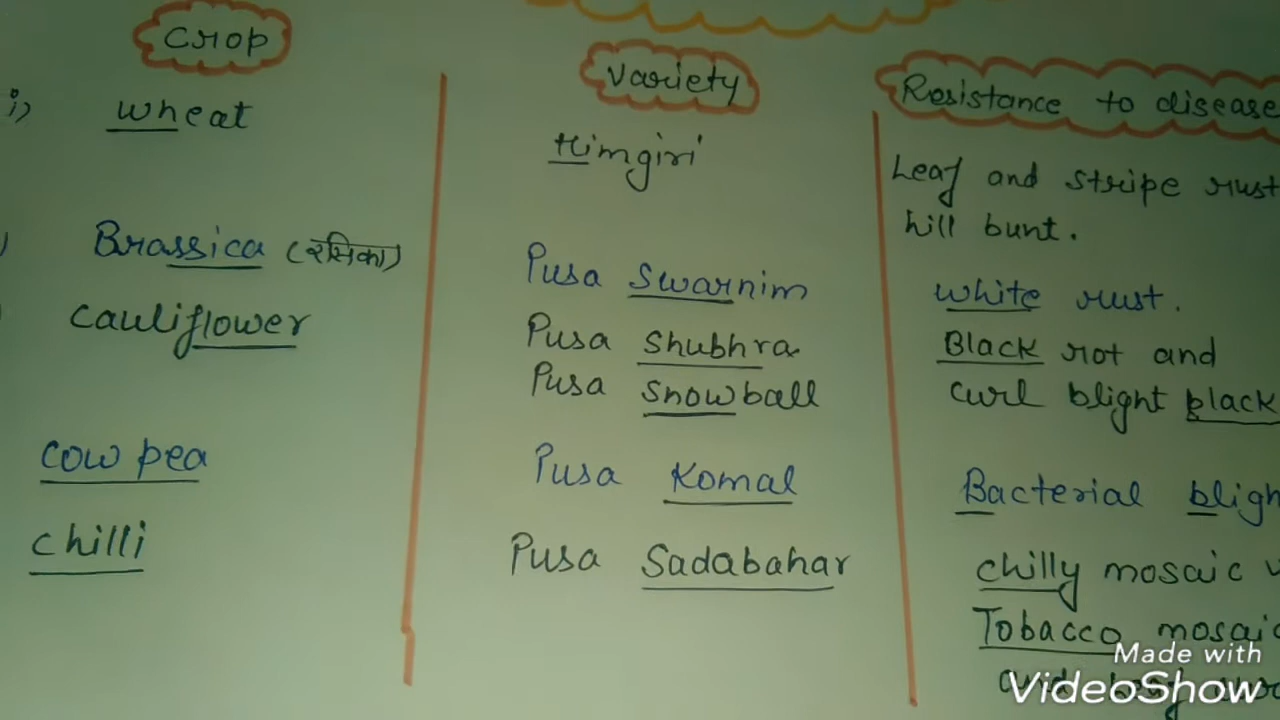 Crop Variety Resistance to disease
i) wheat Himgiri Leaf and stripe rust
hill bunt.
Brassica (रसिका) Pusa Swarnim white rust.
cauliflower Pusa Shubhra Black rot and
Pusa Snowball curl blight black
cow pea Pusa Komal Bacterial bligh
chilli Pusa Sadabahar chilly mosaic v
Tobacco mosaic
Made with
VideoShow